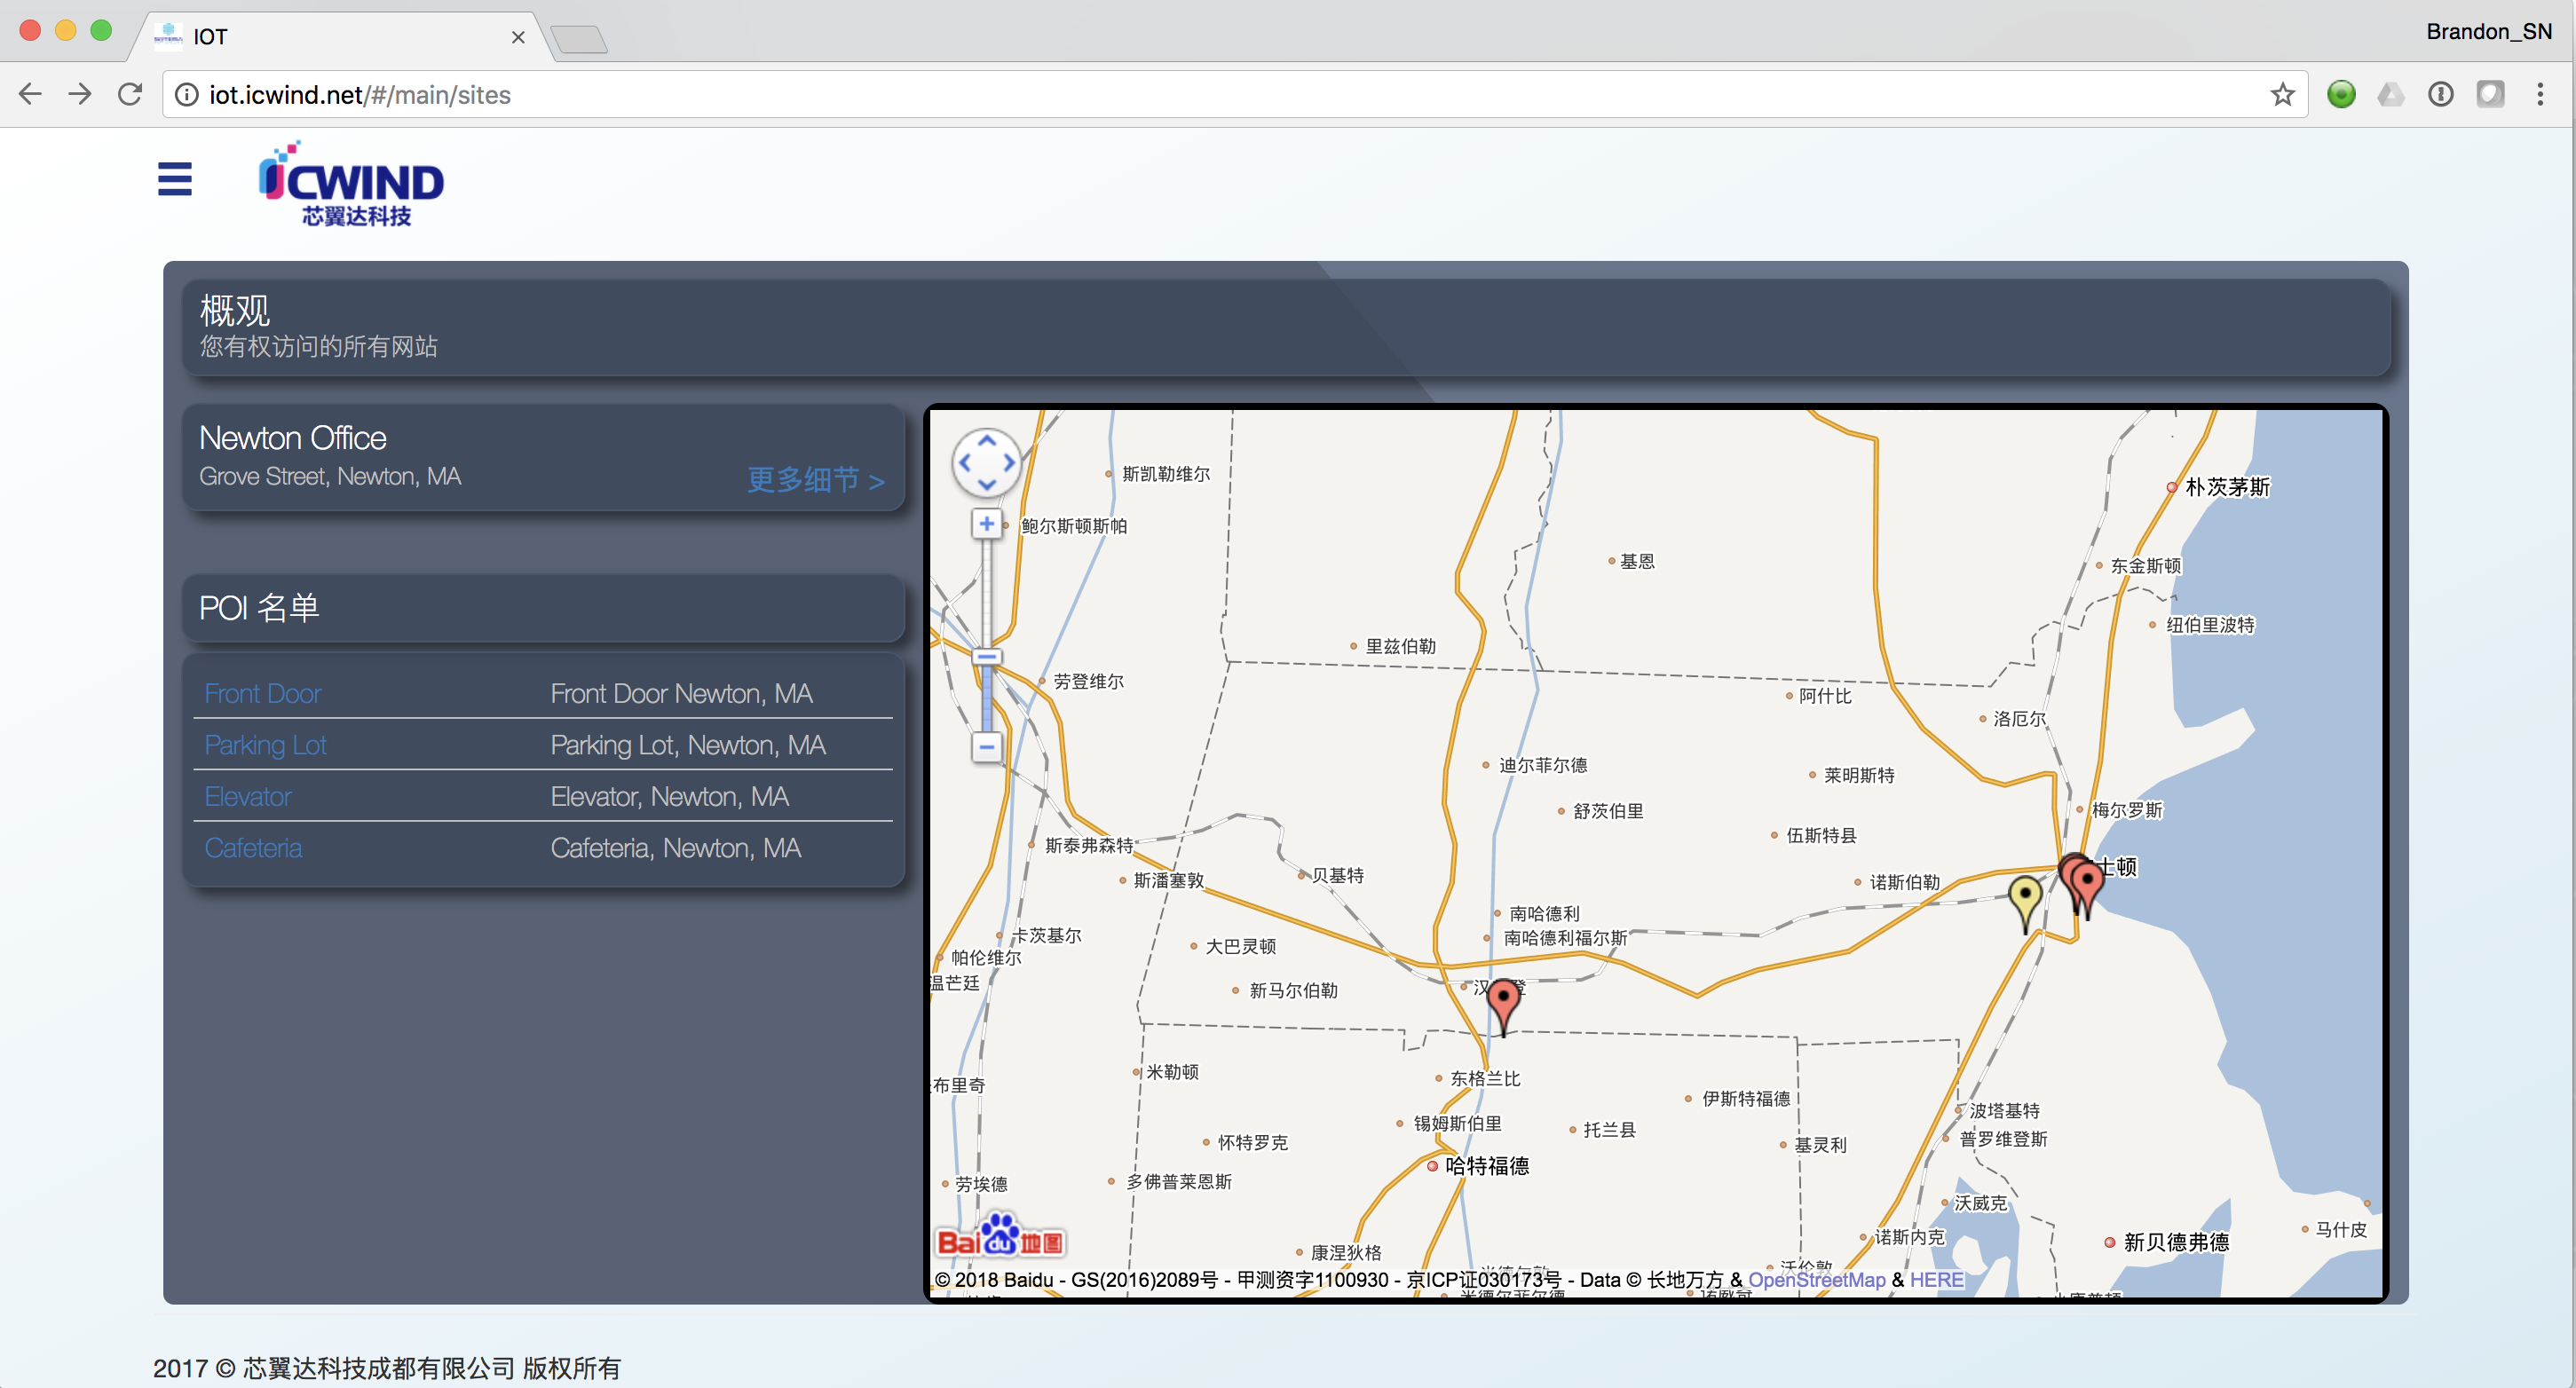 IOT
Brandon_SN
iot.icwind.net/#/main/sites
iCWIND
芯翼达科技
概观
您有权访问的所有网站
Newton Office
Grove Street, Newton, MA
更多细节 >
POI 名单
Front Door Front Door Newton, MA
Parking Lot Parking Lot, Newton, MA
Elevator Elevator, Newton, MA
Cafeteria Cafeteria, Newton, MA
斯凯勒维尔
朴茨茅斯
鲍尔斯顿斯帕
基恩
东金斯顿
纽伯里波特
里兹伯勒
劳登维尔
阿什比
洛厄尔
迪尔菲尔德
莱明斯特
舒茨伯里
梅尔罗斯
伍斯特县
斯泰弗森特
士顿
贝基特
斯潘塞敦
诺斯伯勒
南哈德利
卡茨基尔
南哈德利福尔斯
大巴灵顿
帕伦维尔
温芒廷
新马尔伯勒
汉 登
米勒顿
东格兰比
布里奇
伊斯特福德
波塔基特
锡姆斯伯里
托兰县
普罗维登斯
怀特罗克
基灵利
哈特福德
多佛普莱恩斯
劳埃德
沃威克
马什皮
诺斯内克
新贝德弗德
康涅狄格
沃伦敦
Bai du 地图
© 2018 Baidu - GS(2016)2089号 - 甲测资字1100930 - 京ICP证030173号 - Data © 长地万方 & OpenStreetMap & HERE
2017 © 芯翼达科技成都有限公司 版权所有